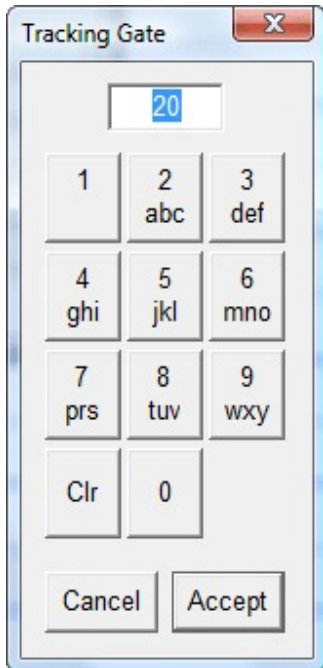 Tracking Gate X
20
1 2 3
abc def
4 5 6
ghi jkl mno
7 8 9
prs tuv wxy
Clr 0
Cancel Accept